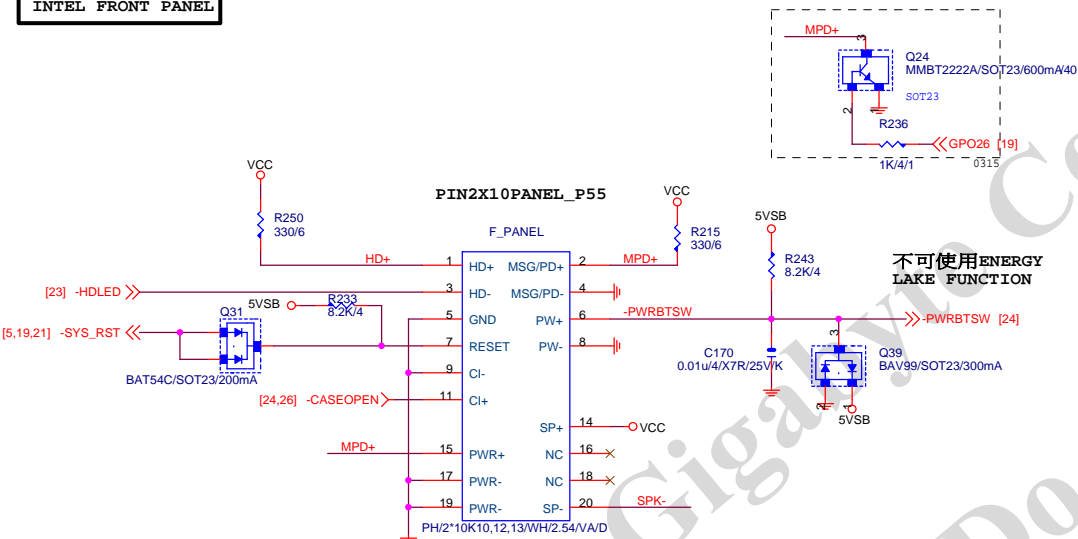 INTEL FRONT PANEL
MPD+
3
Q24
MMBT2222A/SOT23/600mA/40
SOT23
2
1
R236
GPO26 [19]
1K/4/1
0315
VCC
R250
330/6
PIN2X10PANEL_P55
F_PANEL
VCC
R215
330/6
5VSB
R243
8.2K/4
不可使用ENERGY
LAKE FUNCTION
HD+
1
HD+
MSG/PD+
2
MPD+
[23] -HDLED
3
HD-
MSG/PD-
4
5VSB
R233
8.2K/4
5
GND
PW+
6
-PWRBTSW
-PWRBTSW [24]
[5,19,21] -SYS_RST
Q31
BAT54C/SOT23/200mA
7
RESET
PW-
8
9
CI-
C170
0.01u/4/X7R/25V/K
3
Q39
BAV99/SOT23/300mA
2
1
5VSB
[24,26] -CASEOPEN
11
CI+
SP+
14
VCC
MPD+
15
PWR+
NC
16
17
PWR-
NC
18
19
PWR-
SP-
20
SPK-
PH/2*10K10,12,13/WH/2.54/VA/D
Gigabyte Co
Do